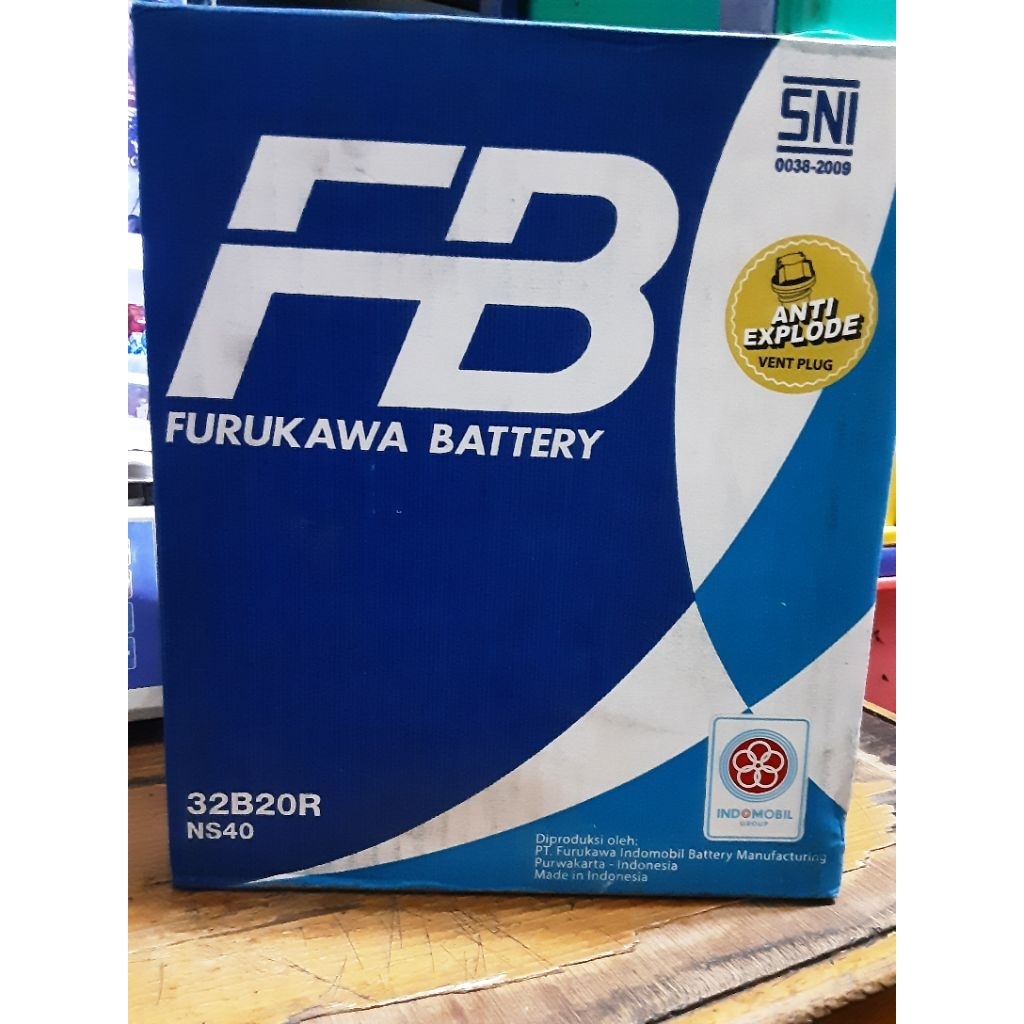 SNI
0038-2009
FB
ANTI
EXPLODE
VENT PLUG
FURUKAWA BATTERY
32B20R
NS40
INDOMOBIL
GROUP
Diproduksi oleh:
PT. Furukawa Indomobil Battery Manufacturing
Purwakarta - Indonesia
Made in Indonesia